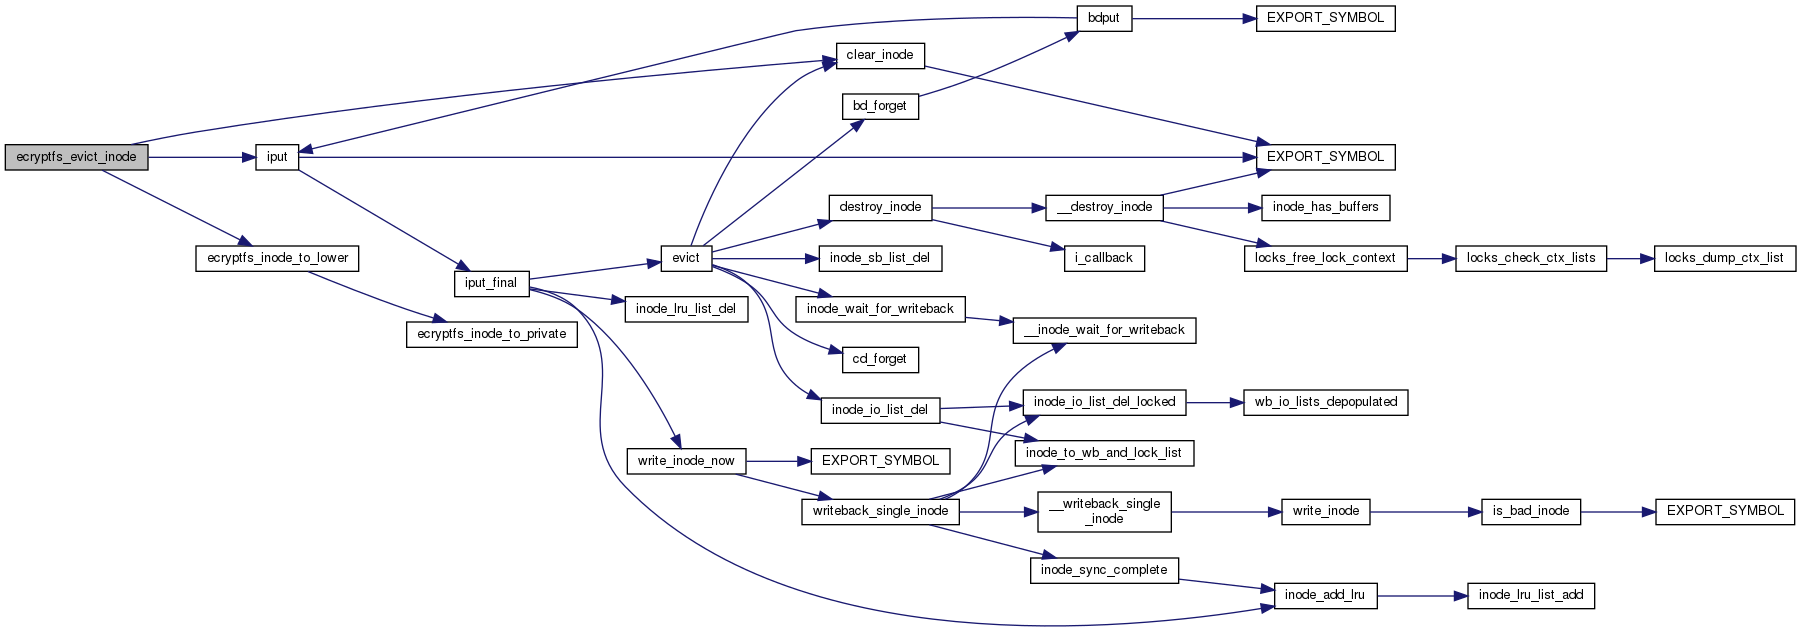 bdput
EXPORT_SYMBOL
clear_inode
bd_forget
ecryptfs_evict_inode
iput
EXPORT_SYMBOL
destroy_inode
__destroy_inode
inode_has_buffers
ecryptfs_inode_to_lower
evict
inode_sb_list_del
i_callback
locks_free_lock_context
locks_check_ctx_lists
locks_dump_ctx_list
iput_final
inode_lru_list_del
inode_wait_for_writeback
__inode_wait_for_writeback
ecryptfs_inode_to_private
cd_forget
inode_io_list_del
inode_io_list_del_locked
wb_io_lists_depopulated
inode_to_wb_and_lock_list
write_inode_now
EXPORT_SYMBOL
writeback_single_inode
__writeback_single
_inode
write_inode
is_bad_inode
EXPORT_SYMBOL
inode_sync_complete
inode_add_lru
inode_lru_list_add